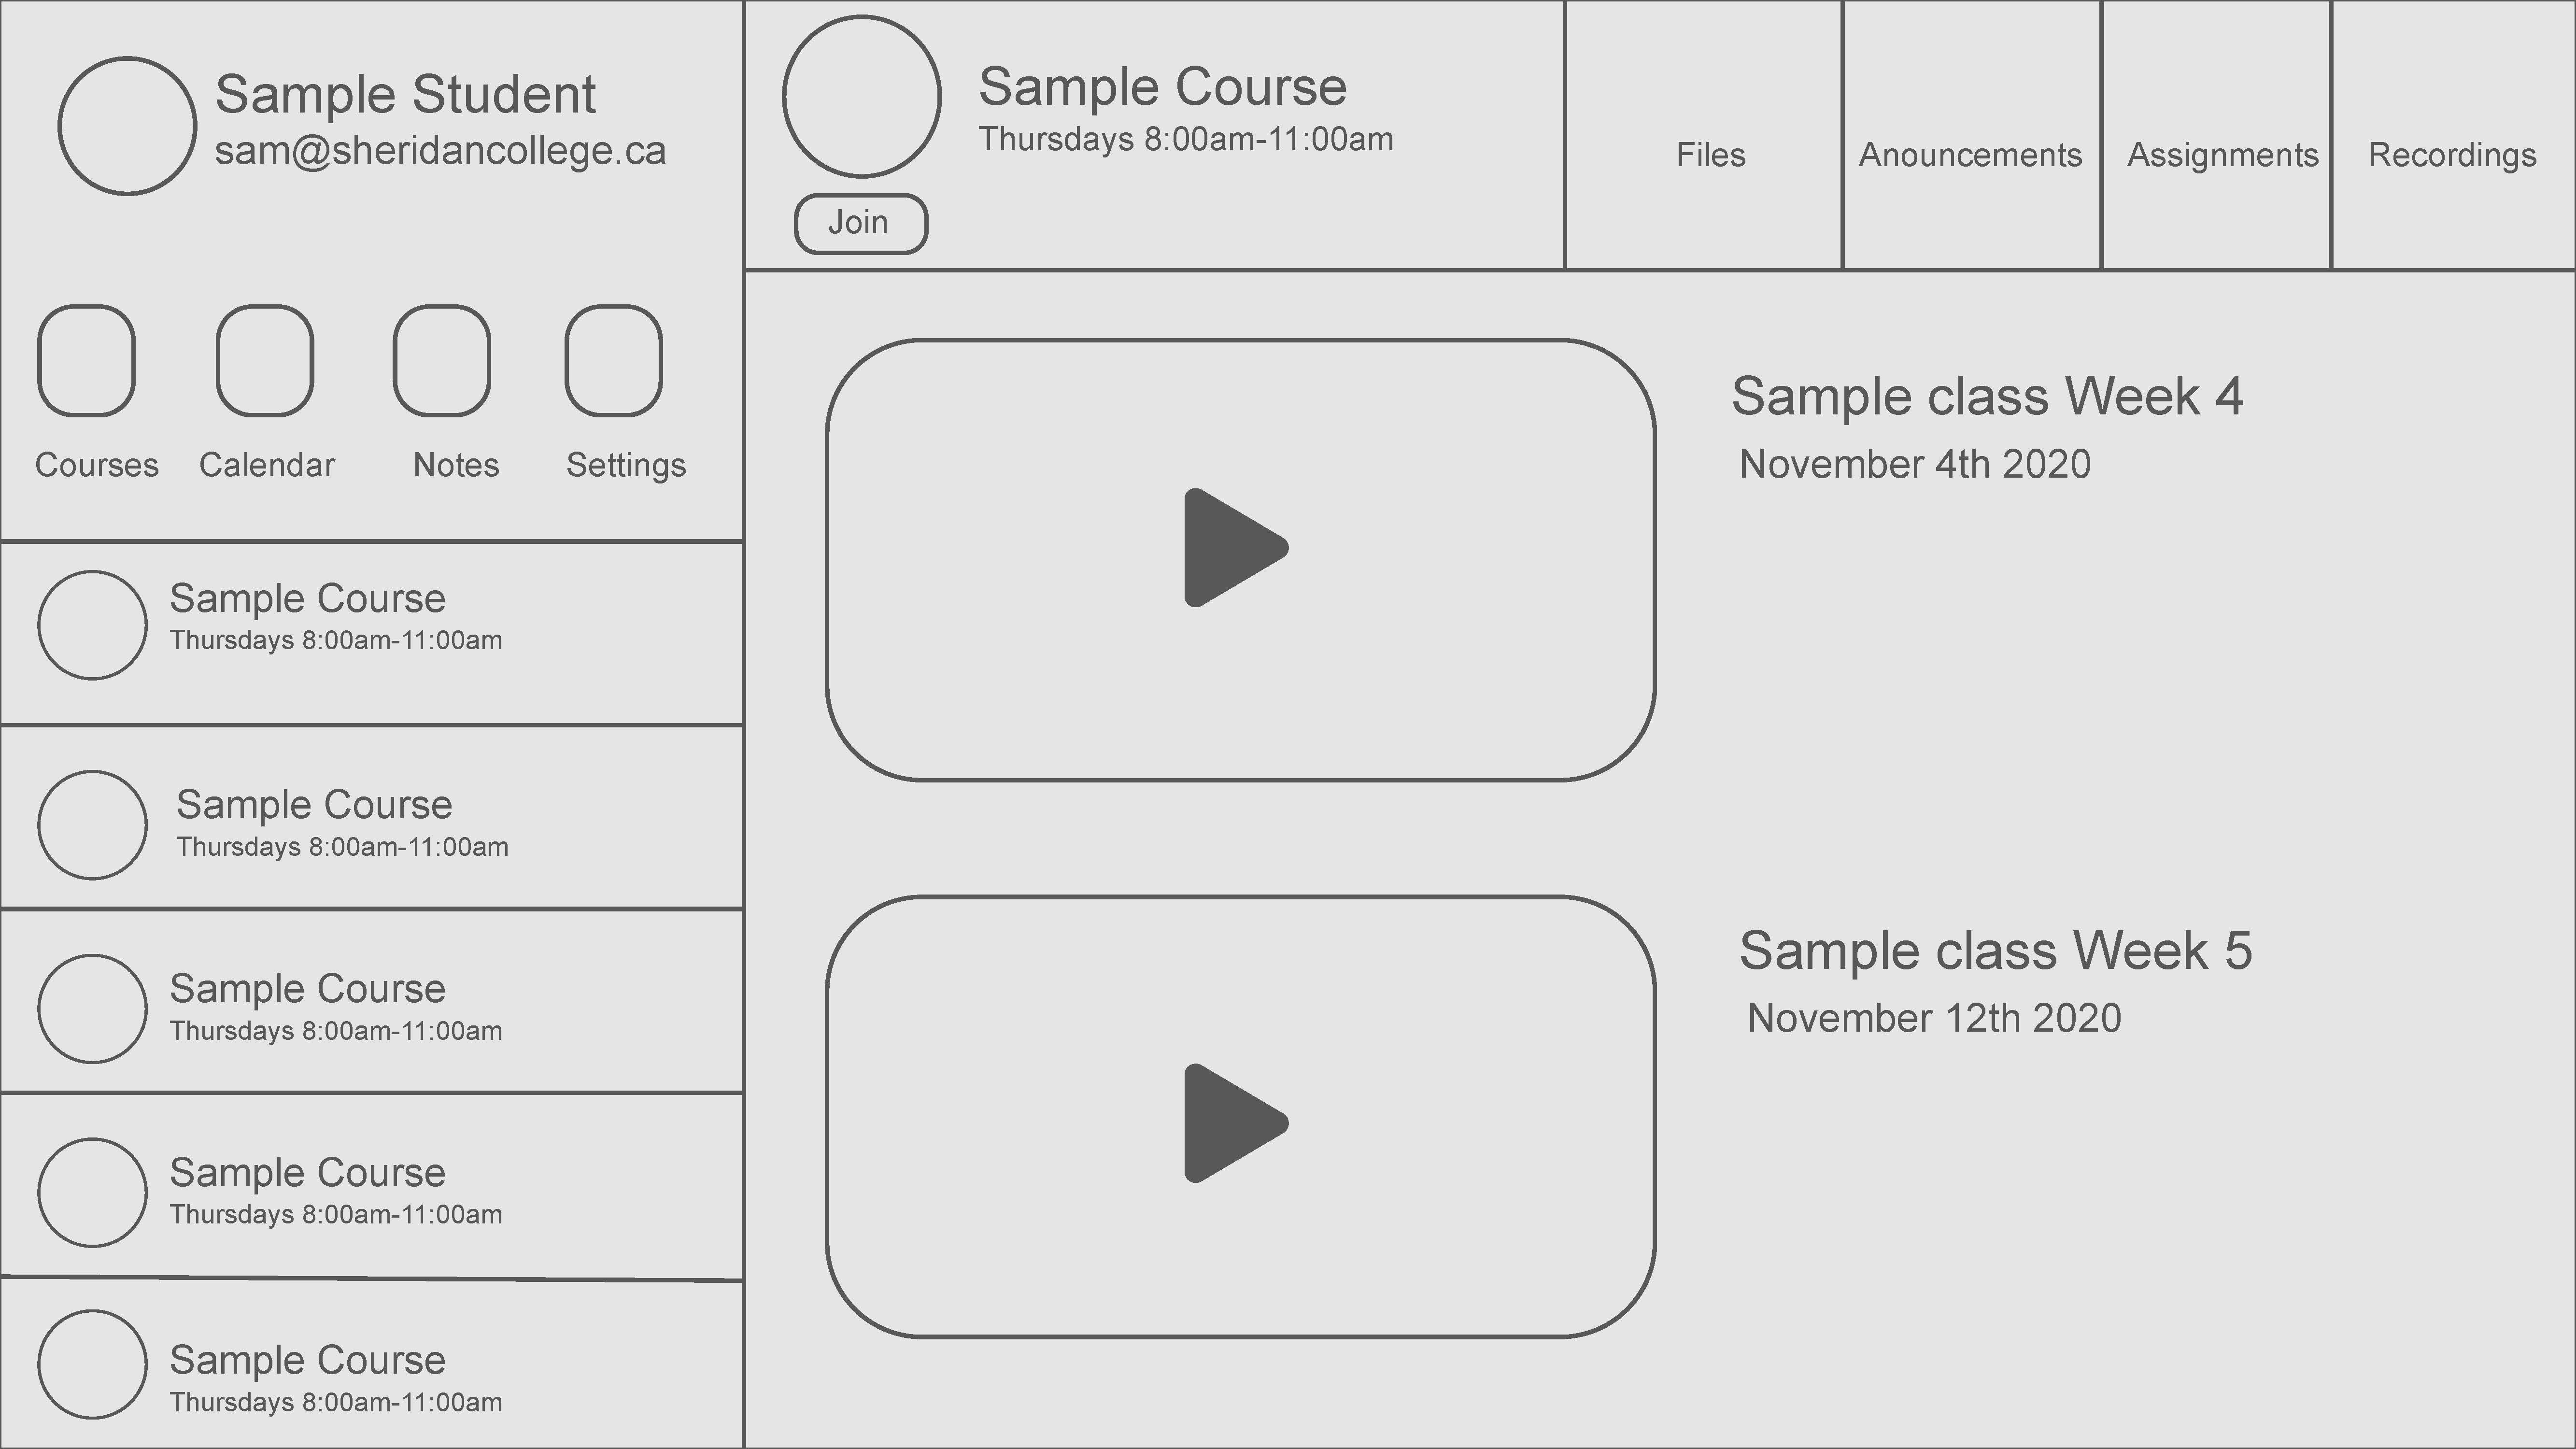 Sample Student
sam@sheridancollege.ca
Courses
Calendar
Notes
Settings
Sample Course
Thursdays 8:00am-11:00am
Sample Course
Thursdays 8:00am-11:00am
Sample Course
Thursdays 8:00am-11:00am
Sample Course
Thursdays 8:00am-11:00am
Sample Course
Thursdays 8:00am-11:00am
Sample Course
Thursdays 8:00am-11:00am
Join
Files
Anouncements
Assignments
Recordings
Sample class Week 4
November 4th 2020
Sample class Week 5
November 12th 2020